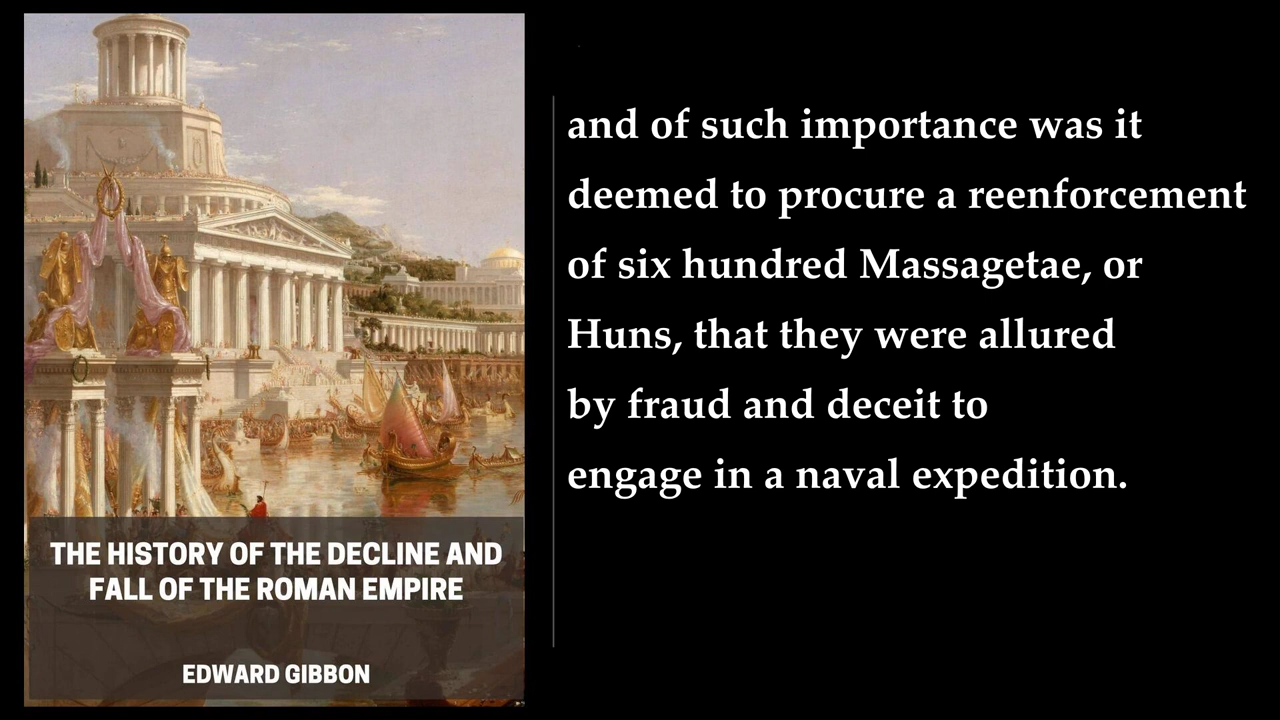 THE HISTORY OF THE DECLINE AND
FALL OF THE ROMAN EMPIRE
EDWARD GIBBON
and of such importance was it
deemed to procure a reenforcement
of six hundred Massagetae, or
Huns, that they were allured
by fraud and deceit to
engage in a naval expedition.